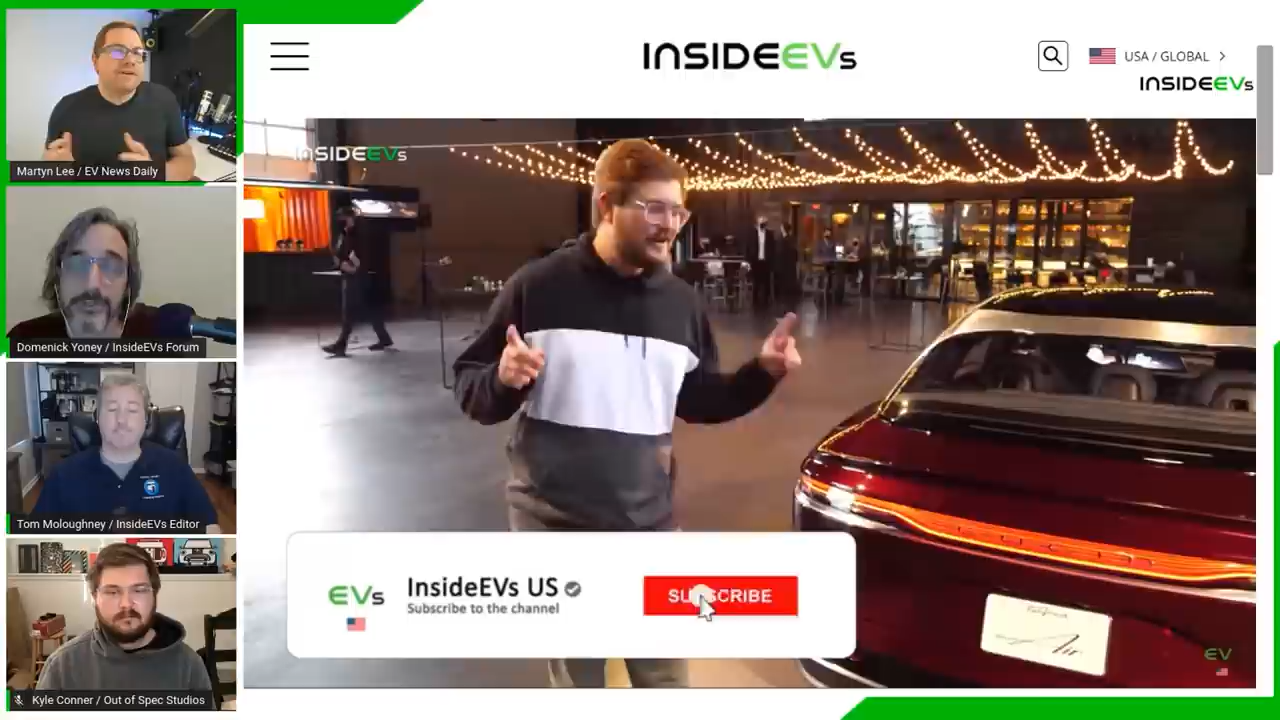 Martyn Lee / EV News Daily
Domenick Yoney / InsideEVs Forum
Tom Moloughney / InsideEVs Editor
Kyle Conner / Out of Spec Studios
INSIDEEVs
USA / GLOBAL >
INSIDEEVs
INSIDEEVs
EVs
InsideEVs US
Subscribe to the channel
SUBSCRIBE
Air
EV